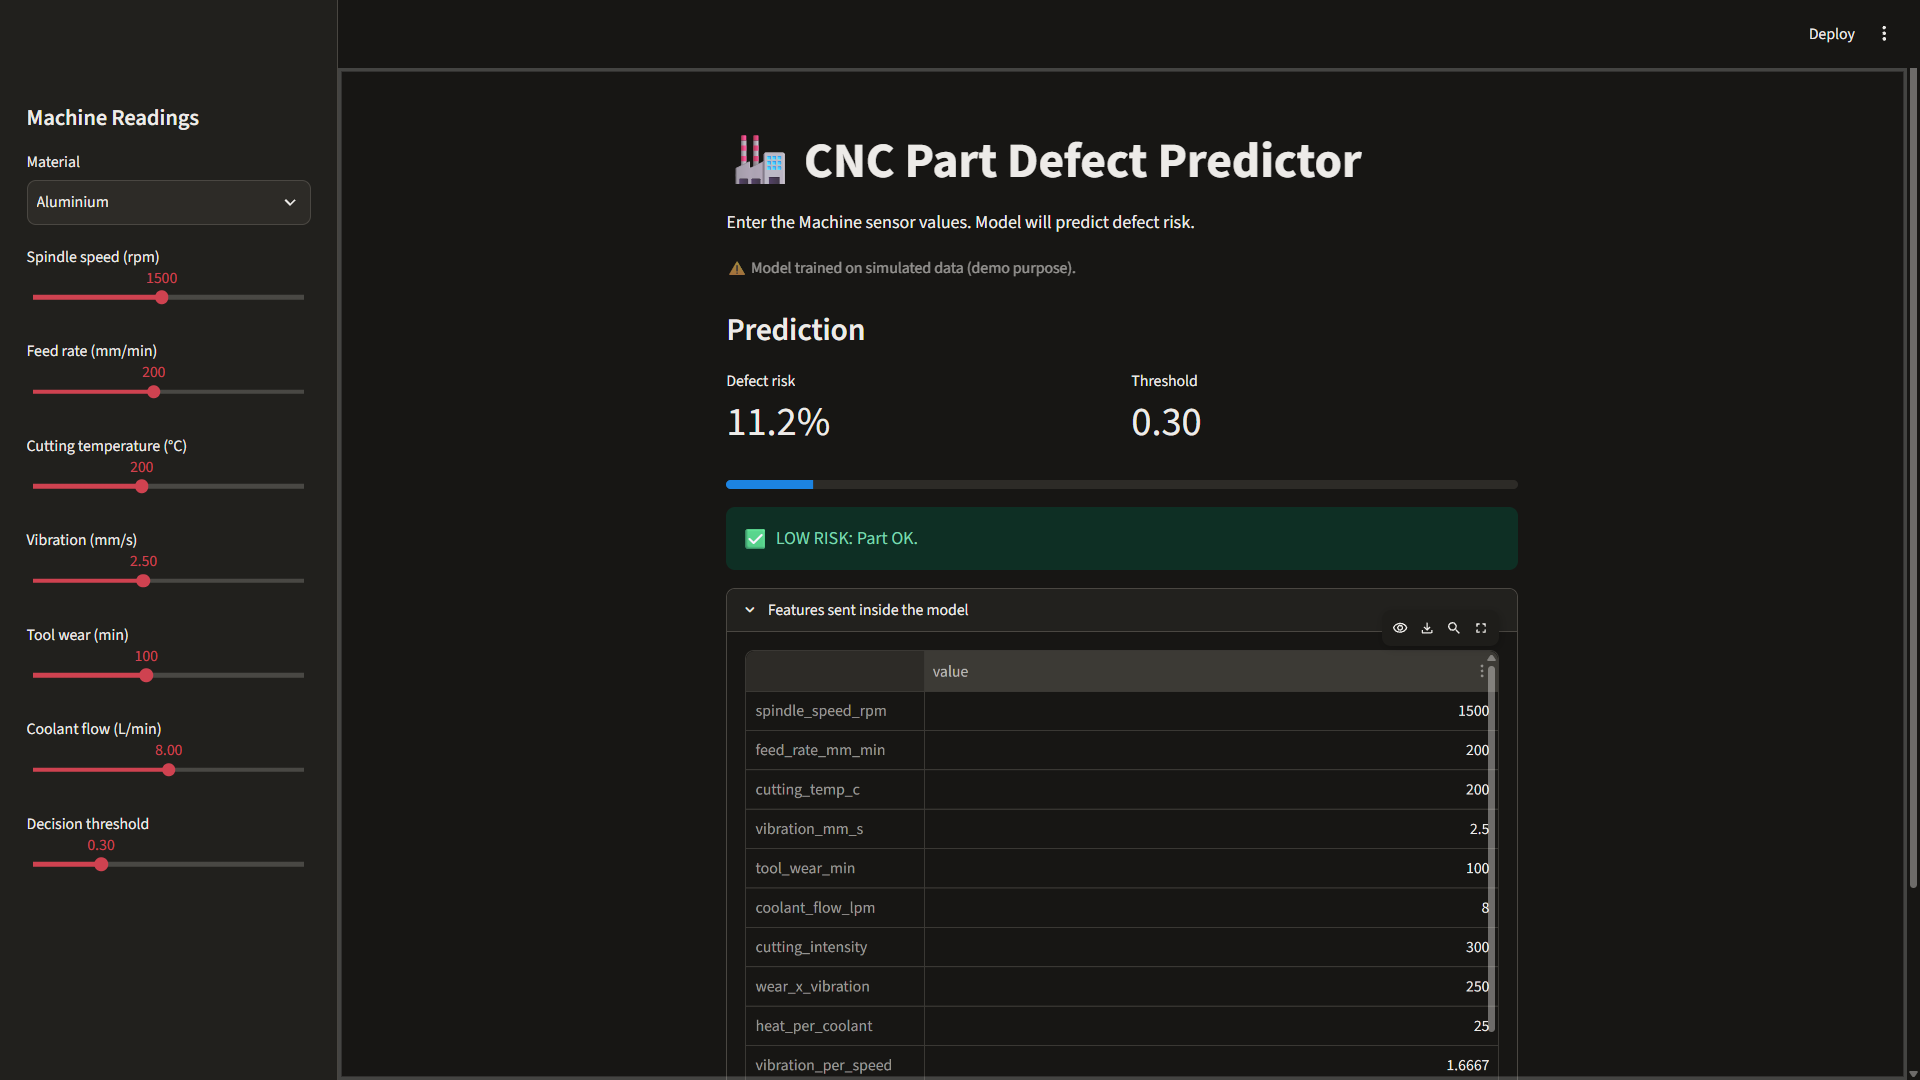 Deploy
Machine Readings
Material
Aluminium
Spindle speed (rpm)
1500
Feed rate (mm/min)
200
Cutting temperature (°C)
200
Vibration (mm/s)
2.50
Tool wear (min)
100
Coolant flow (L/min)
8.00
Decision threshold
0.30
CNC Part Defect Predictor
Enter the Machine sensor values. Model will predict defect risk.
Model trained on simulated data (demo purpose).
Prediction
Defect risk
11.2%
Threshold
0.30
LOW RISK: Part OK.
Features sent inside the model
value
spindle_speed_rpm 1500
feed_rate_mm_min 200
cutting_temp_c 200
vibration_mm_s 2.5
tool_wear_min 100
coolant_flow_lpm 8
cutting_intensity 300
wear_x_vibration 250
heat_per_coolant 25
vibration_per_speed 1.6667